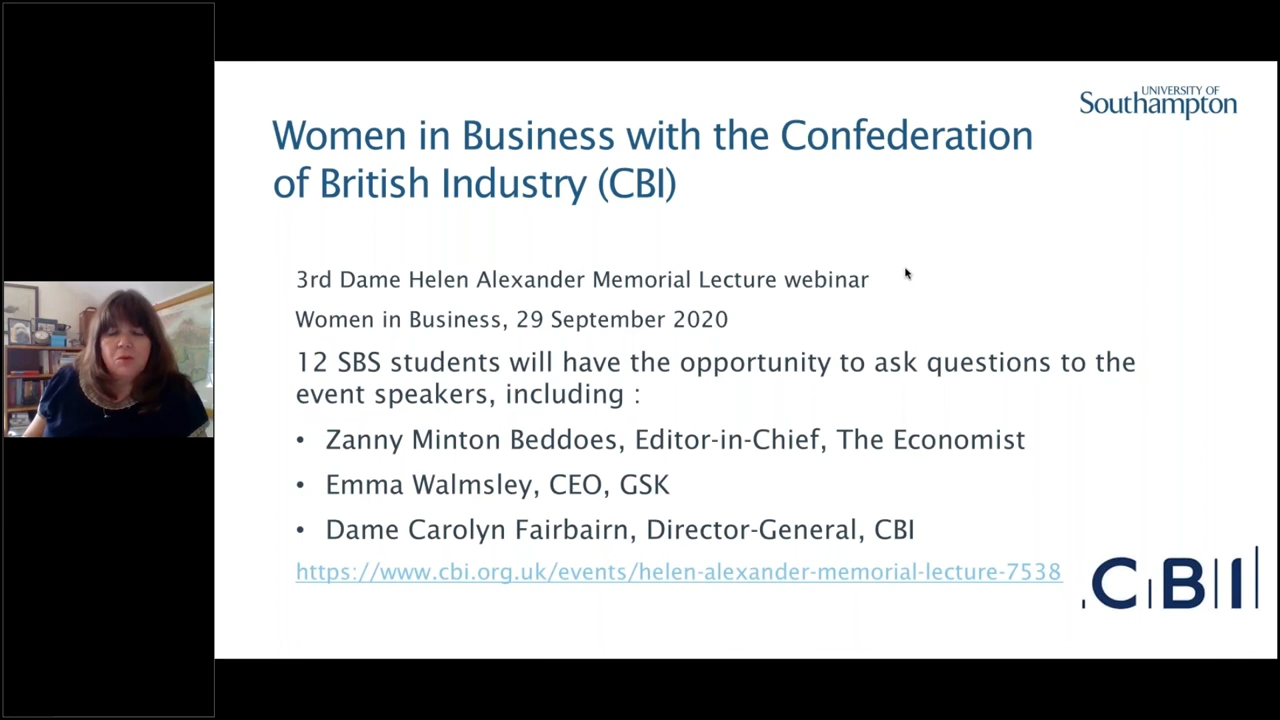 UNIVERSITY OF
Southampton
Women in Business with the Confederation
of British Industry (CBI)
3rd Dame Helen Alexander Memorial Lecture webinar
Women in Business, 29 September 2020
12 SBS students will have the opportunity to ask questions to the
event speakers, including :
• Zanny Minton Beddoes, Editor-in-Chief, The Economist
• Emma Walmsley, CEO, GSK
• Dame Carolyn Fairbairn, Director-General, CBI
https://www.cbi.org.uk/events/helen-alexander-memorial-lecture-7538
CBI